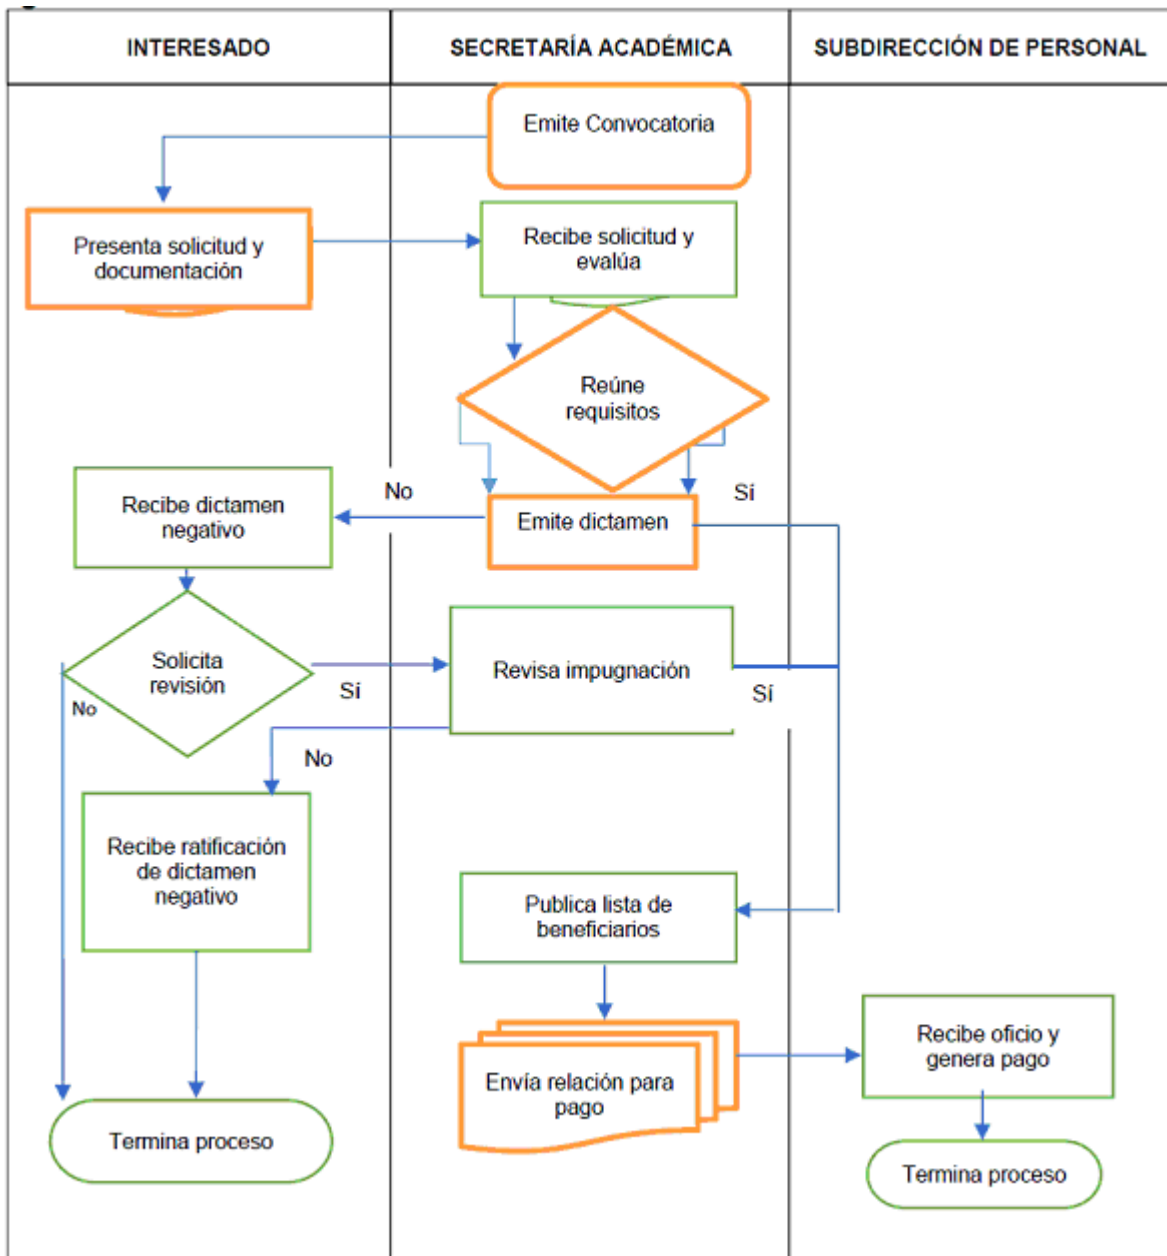 INTERESADO
SECRETARÍA ACADÉMICA
SUBDIRECCIÓN DE PERSONAL
Emite Convocatoria
Presenta solicitud y
documentación
Recibe solicitud y
evalúa
Reúne
requisitos
Recibe dictamen
negativo
No
Emite dictamen
Sí
Solicita
revisión
No
Sí
Revisa impugnación
Sí
No
Recibe ratificación
de dictamen
negativo
Publica lista de
beneficiarios
Envía relación para
pago
Recibe oficio y
genera pago
Termina proceso
Termina proceso